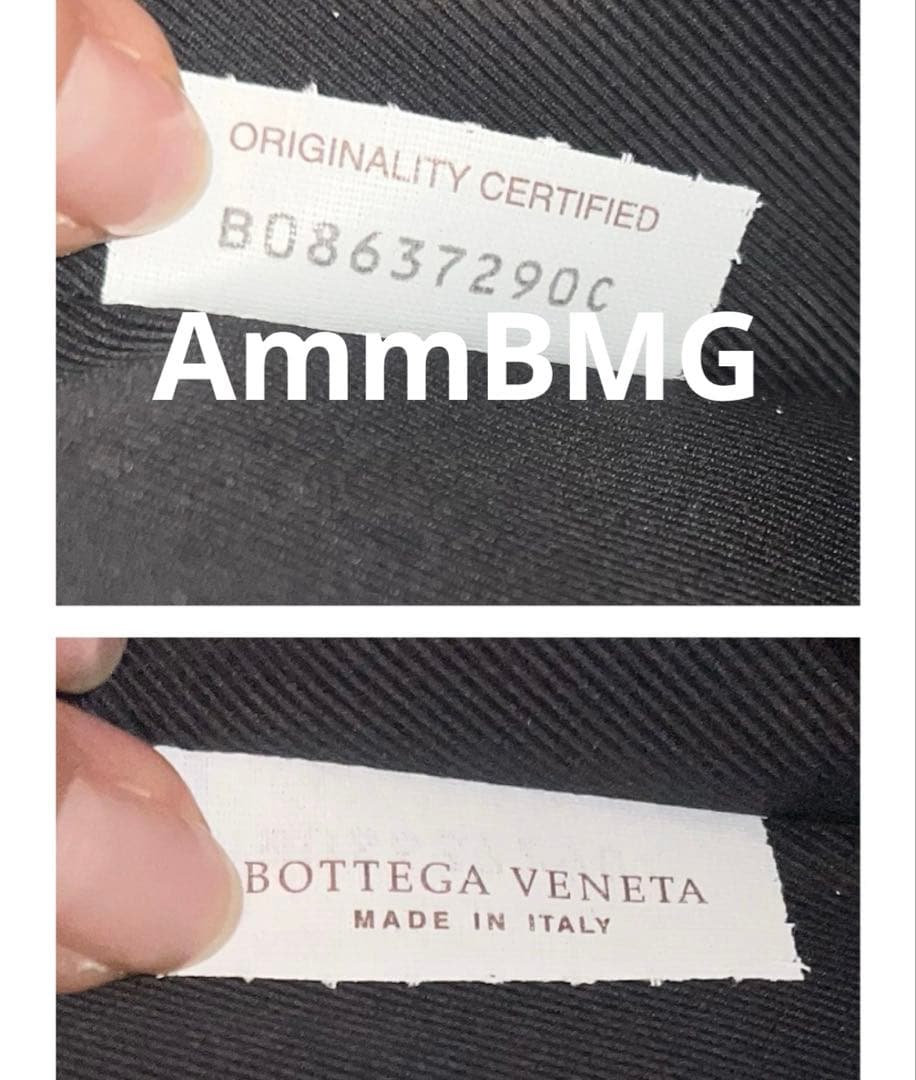 ORIGINALITY CERTIFIED
B08637290C
AmmBMG
BOTTEGA VENETA
MADE IN ITALY